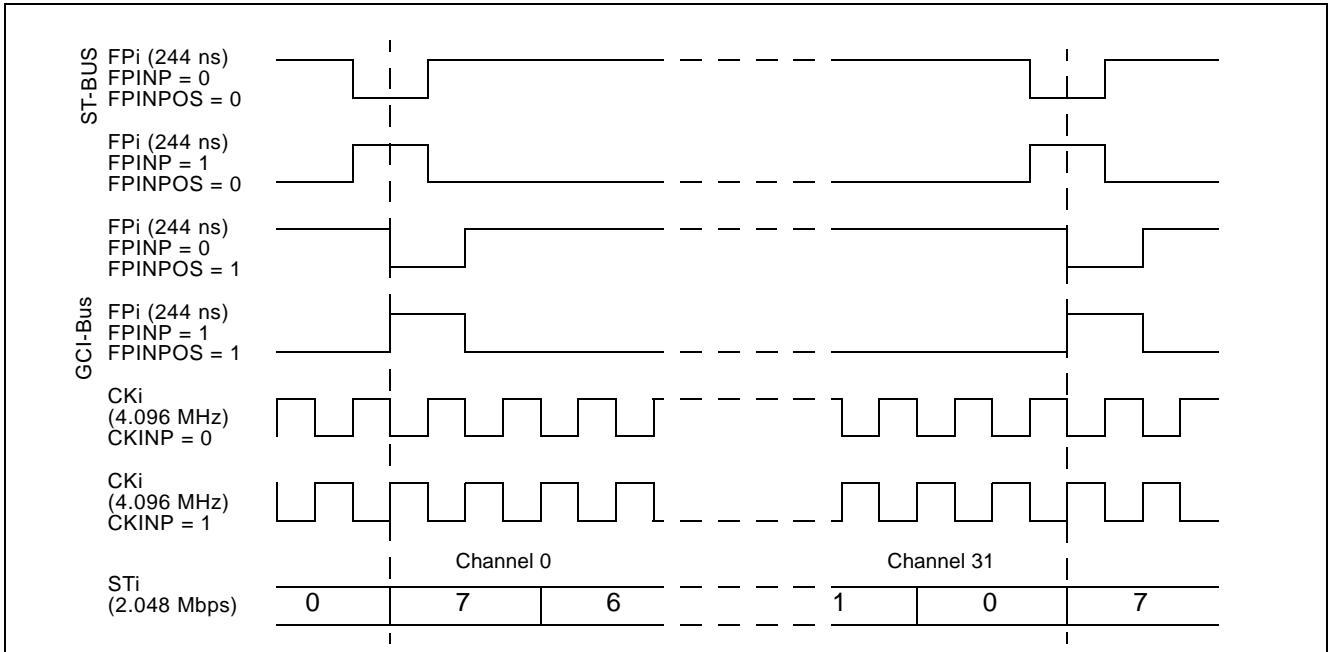 ST-BUS
FPi (244 ns)
FPINP = 0
FPINPOS = 0
FPi (244 ns)
FPINP = 1
FPINPOS = 0
FPi (244 ns)
FPINP = 0
FPINPOS = 1
GCI-Bus
FPi (244 ns)
FPINP = 1
FPINPOS = 1
CKi
(4.096 MHz)
CKINP = 0
CKi
(4.096 MHz)
CKINP = 1
Channel 0 Channel 31
STi
(2.048 Mbps)
0 7 6 1 0 7